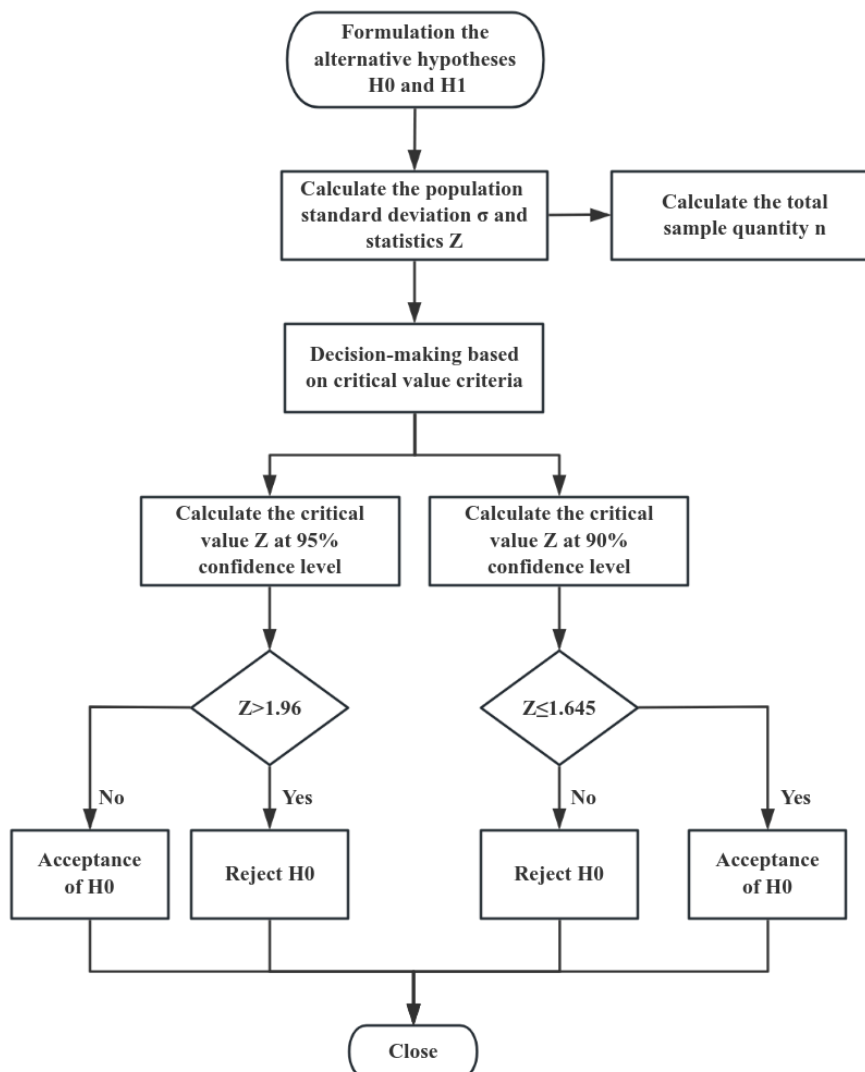 Formulation the
alternative hypotheses
H0 and H1
Calculate the population
standard deviation σ and
statistics Z
Calculate the total
sample quantity n
Decision-making based
on critical value criteria
Calculate the critical
value Z at 95%
confidence level
Calculate the critical
value Z at 90%
confidence level
Z>1.96
Z≤1.645
No
Yes
No
Yes
Acceptance
of H0
Reject H0
Reject H0
Acceptance
of H0
Close